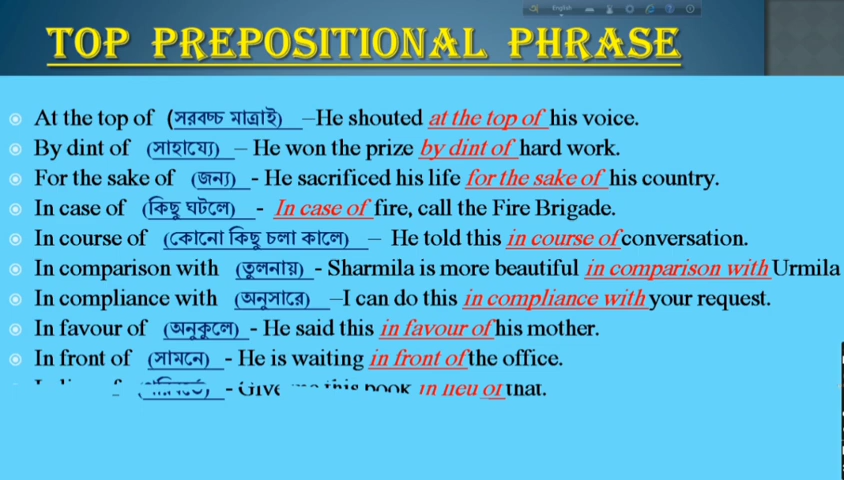 English
TOP PREPOSITIONAL PHRASE
At the top of (সরবচ্চ মাত্রাই) –He shouted at the top of his voice.
By dint of (সাহায্যে) – He won the prize by dint of hard work.
For the sake of (জন্য) - He sacrificed his life for the sake of his country.
In case of (কিছু ঘটলে) - In case of fire, call the Fire Brigade.
In course of (কোনো কিছু চলা কালে) – He told this in course of conversation.
In comparison with (তুলনায়) - Sharmila is more beautiful in comparison with Urmila
In compliance with (অনুসারে) –I can do this in compliance with your request.
In favour of (অনুকুলে) - He said this in favour of his mother.
In front of (সামনে) - He is waiting in front of the office.
- Give this book in lieu of that.